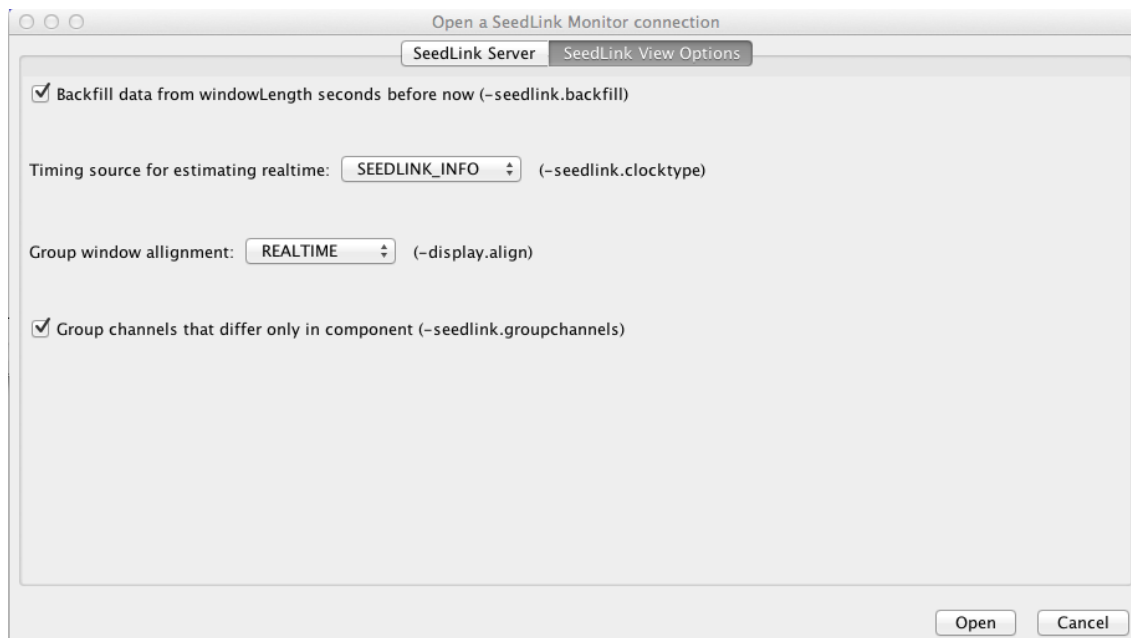 Open a SeedLink Monitor connection
SeedLink Server SeedLink View Options
Backfill data from windowLength seconds before now (-seedlink.backfill)
Timing source for estimating realtime: SEEDLINK_INFO (-seedlink.clocktype)
Group window allignment: REALTIME (-display.align)
Group channels that differ only in component (-seedlink.groupchannels)
Open Cancel